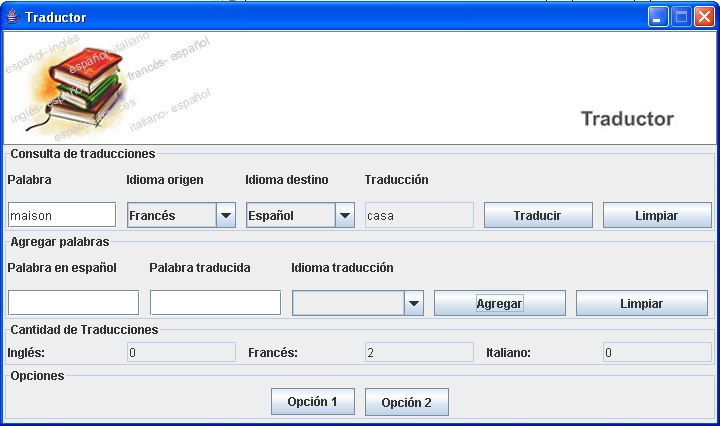 Traductor
español- inglés
español- italiano
francés- español
inglés- español
italiano- español
Traductor
Consulta de traducciones
Palabra Idioma origen Idioma destino Traducción
maison Francés Español casa Traducir Limpiar
Agregar palabras
Palabra en español Palabra traducida Idioma traducción
Agregar Limpiar
Cantidad de Traducciones
Inglés: 0 Francés: 2 Italiano: 0
Opciones
Opción 1 Opción 2